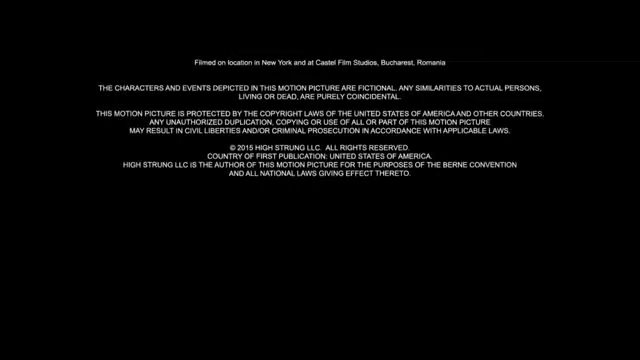 Filmed on location in New York and at Castel Film Studios, Bucharest, Romania
THE CHARACTERS AND EVENTS DEPICTED IN THIS MOTION PICTURE ARE FICTIONAL. ANY SIMILARITIES TO ACTUAL PERSONS,
LIVING OR DEAD, ARE PURELY COINCIDENTAL.
THIS MOTION PICTURE IS PROTECTED BY THE COPYRIGHT LAWS OF THE UNITED STATES OF AMERICA AND OTHER COUNTRIES.
ANY UNAUTHORIZED DUPLICATION, COPYING OR USE OF ALL OR PART OF THIS MOTION PICTURE
MAY RESULT IN CIVIL LIBERTIES AND/OR CRIMINAL PROSECUTION IN ACCORDANCE WITH APPLICABLE LAWS.
© 2015 HIGH STRUNG LLC. ALL RIGHTS RESERVED.
COUNTRY OF FIRST PUBLICATION: UNITED STATES OF AMERICA.
HIGH STRUNG LLC IS THE AUTHOR OF THIS MOTION PICTURE FOR THE PURPOSES OF THE BERNE CONVENTION
AND ALL NATIONAL LAWS GIVING EFFECT THERETO.